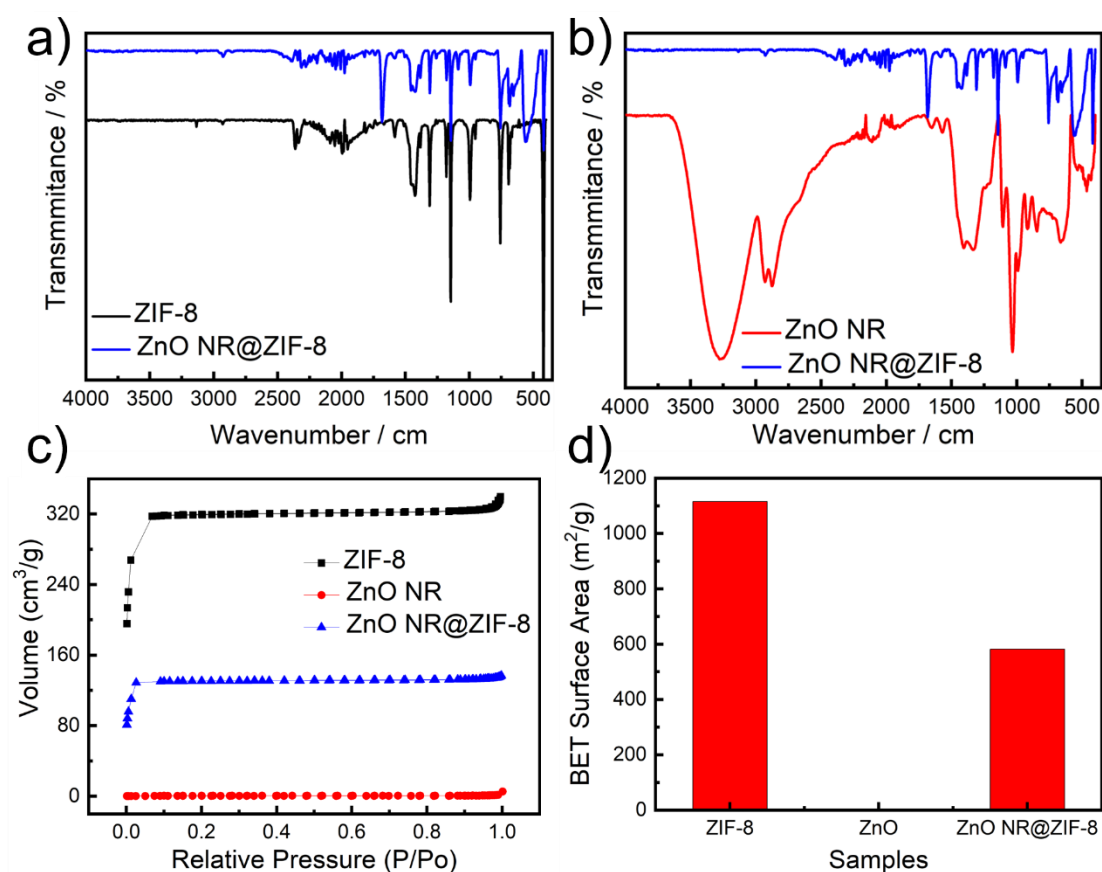 a)
Transmmitance / %
ZIF-8
ZnO NR@ZIF-8
4000 3500 3000 2500 2000 1500 1000 500
Wavenumber / cm
b)
Transmmitance / %
ZnO NR
ZnO NR@ZIF-8
4000 3500 3000 2500 2000 1500 1000 500
Wavenumber / cm
c)
Volume (cm³/g)
320
240
160
80
0
ZIF-8
ZnO NR
ZnO NR@ZIF-8
0.0 0.2 0.4 0.6 0.8 1.0
Relative Pressure (P/Po)
d)
BET Surface Area (m²/g)
1200
1000
800
600
400
200
0
ZIF-8 ZnO ZnO NR@ZIF-8
Samples